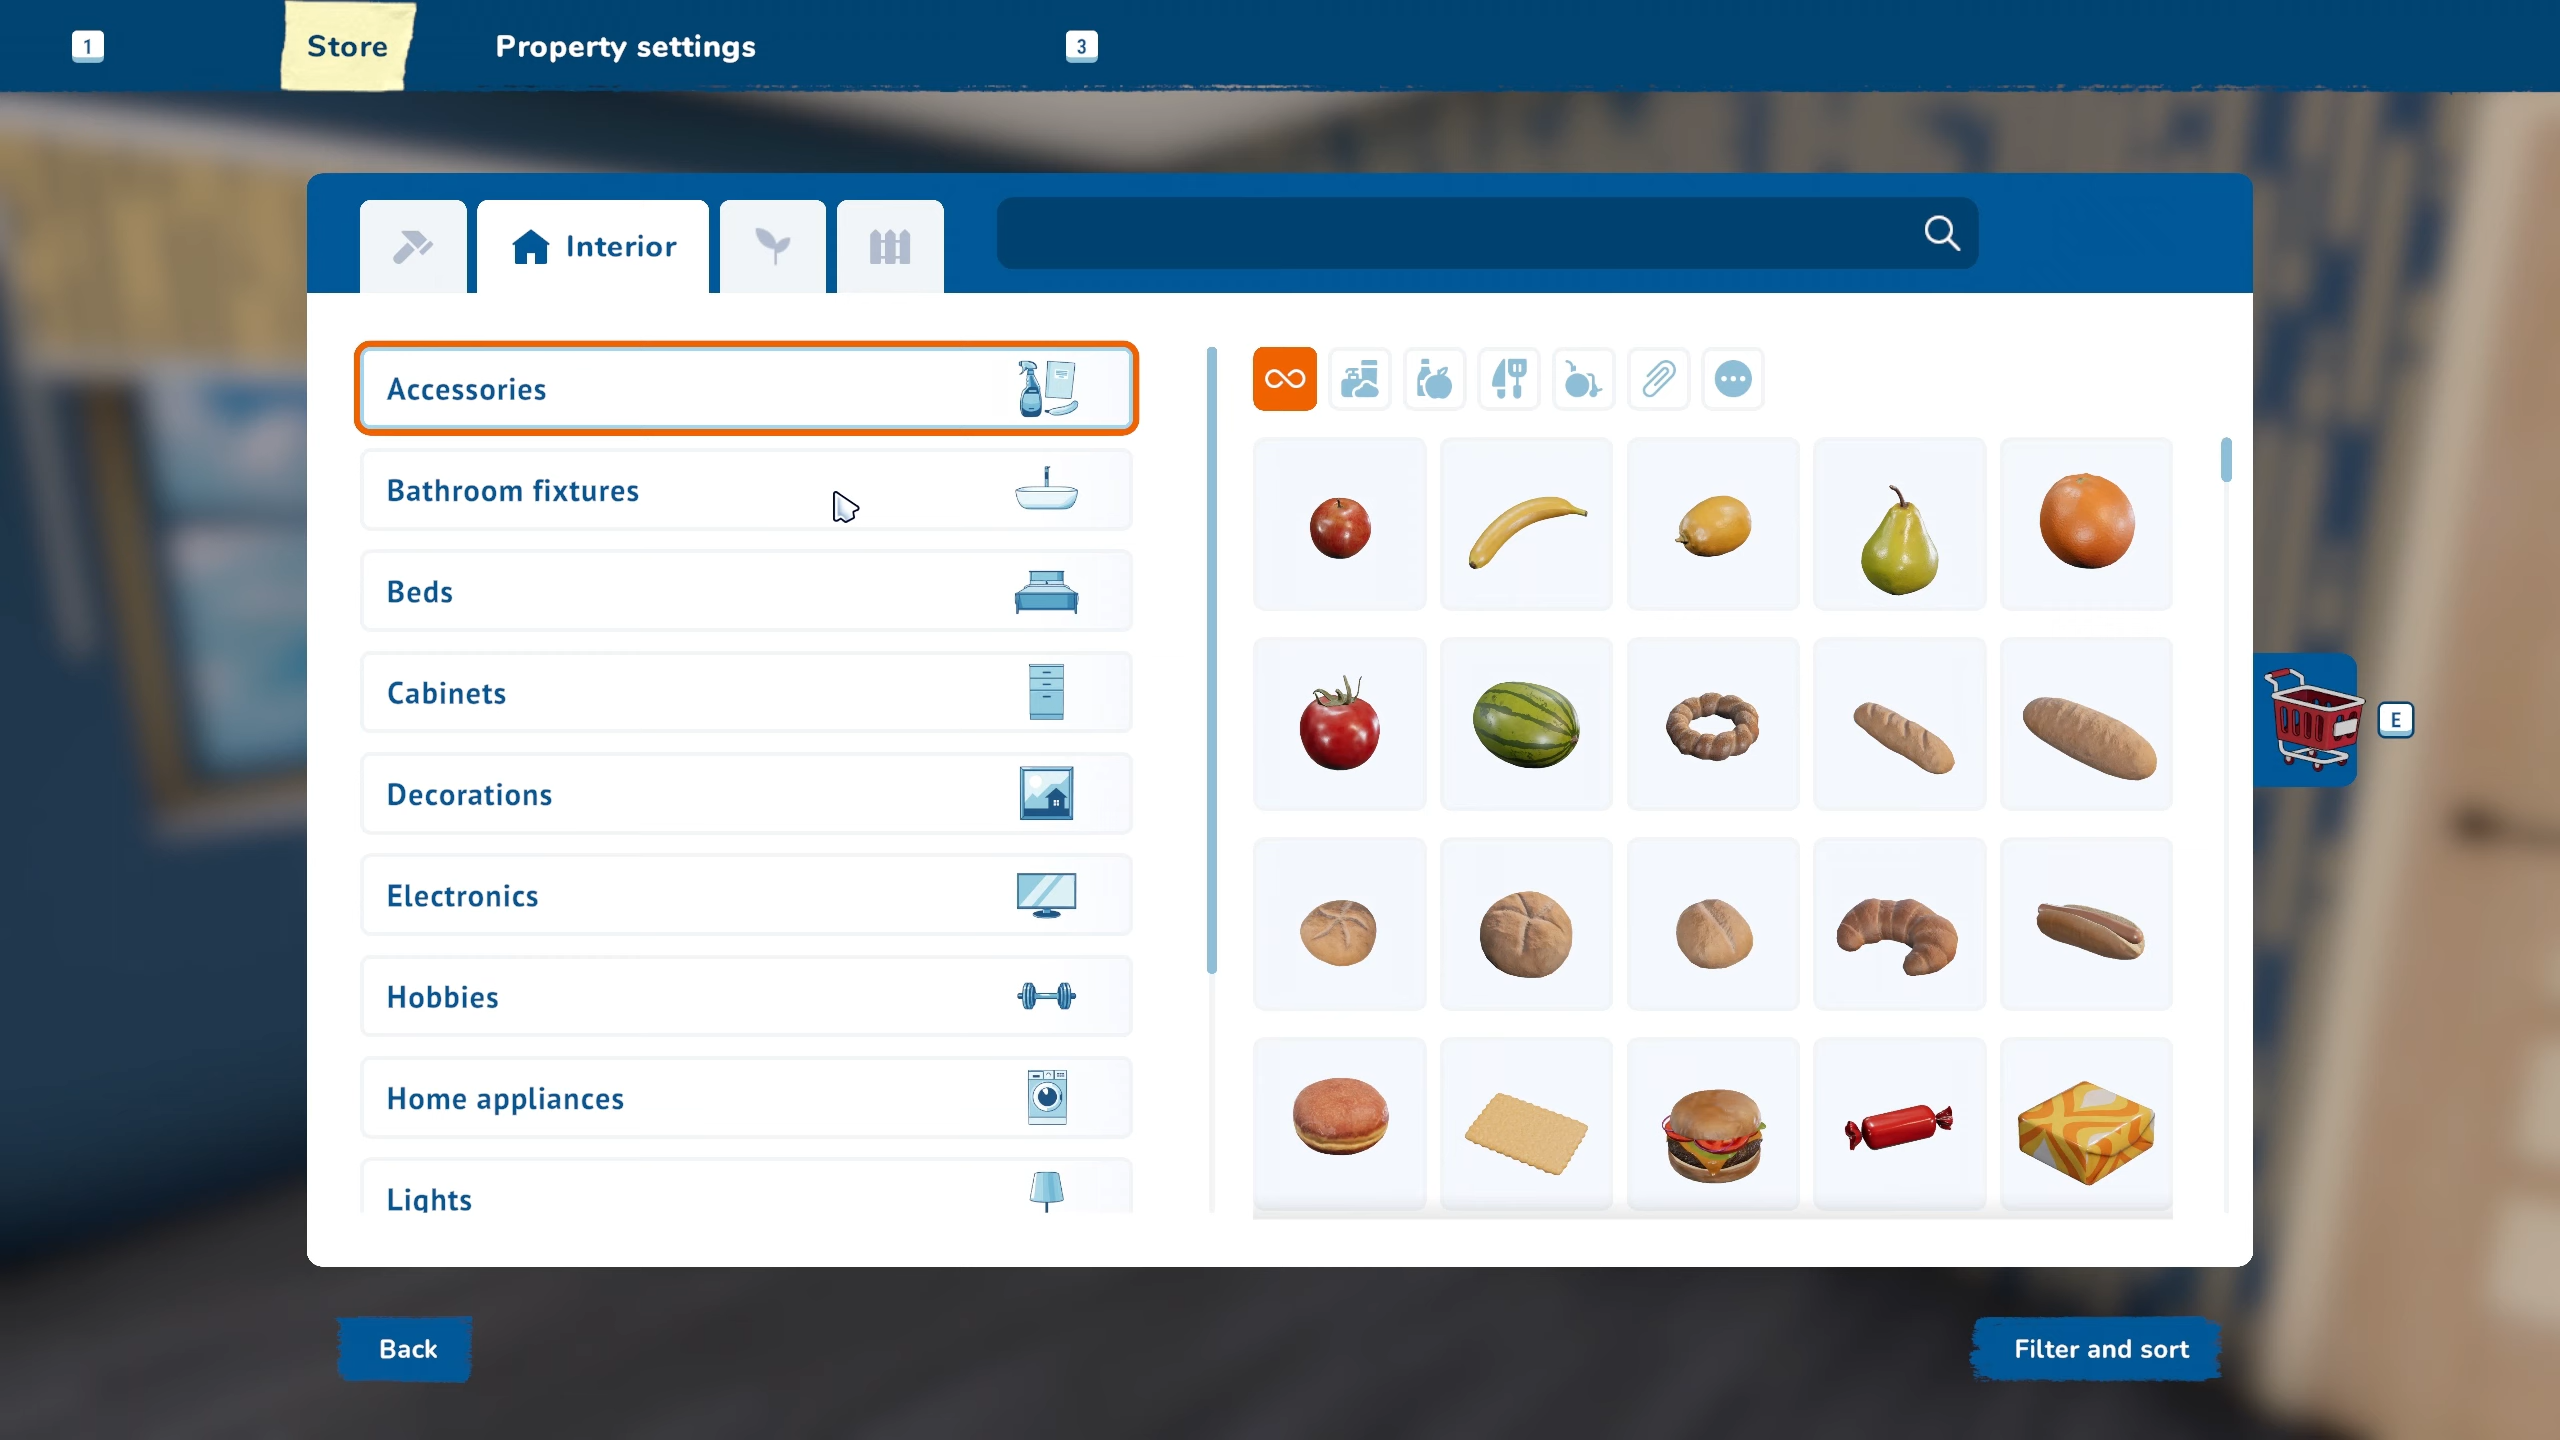 1
Store
Property settings
3
Interior
Accessories
Bathroom fixtures
Beds
Cabinets
Decorations
Electronics
Hobbies
Home appliances
Lights
E
Back
Filter and sort